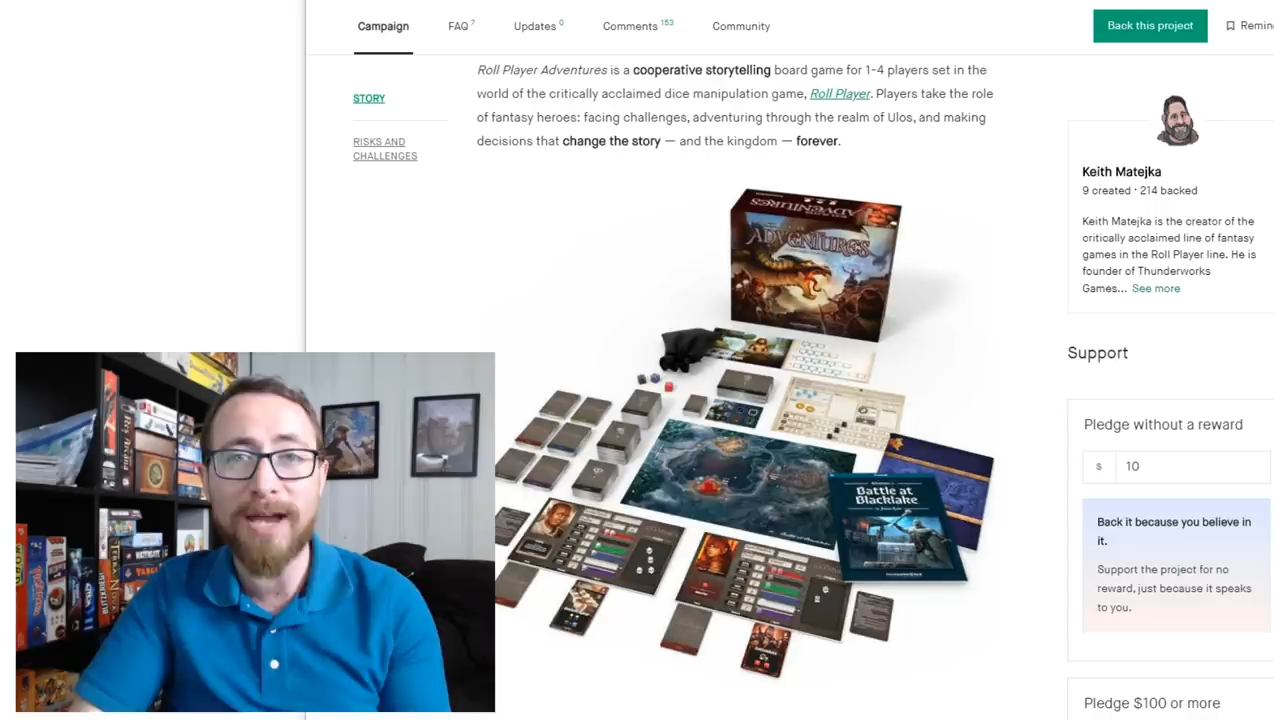 Campaign
FAQ 7
Updates 0
Comments 153
Community
Back this project
STORY
RISKS AND
CHALLENGES
Roll Player Adventures is a cooperative storytelling board game for 1-4 players set in the
world of the critically acclaimed dice manipulation game, Roll Player. Players take the role
of fantasy heroes: facing challenges, adventuring through the realm of Ulos, and making
decisions that change the story — and the kingdom — forever.
ADVENTURES
ADVENTURES
Battle at
Blacklake
Keith Matejka
9 created · 214 backed
Keith Matejka is the creator of the
critically acclaimed line of fantasy
games in the Roll Player line. He is
founder of Thunderworks
Games... See more
Support
Pledge without a reward
$ 10
Back it because you believe in
it.
Support the project for no
reward, just because it speaks
to you.
Pledge $100 or more
Res Arcana
TERRA NOVA